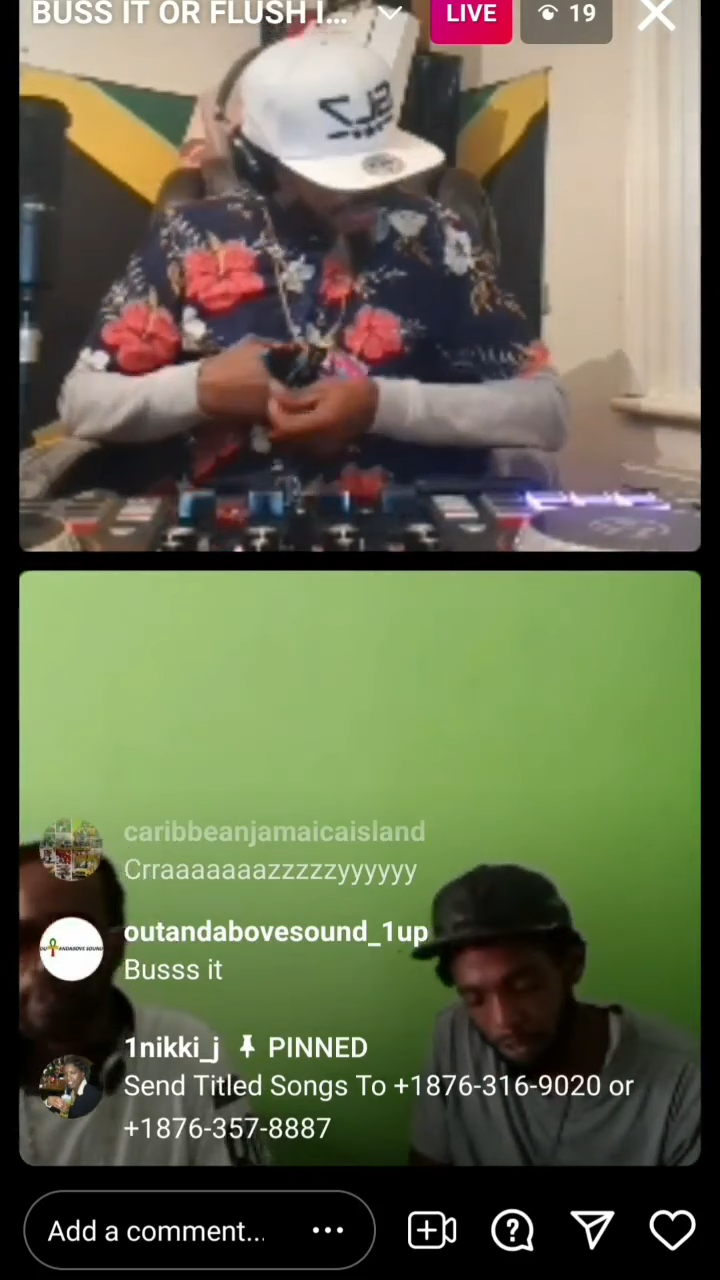 BUSS IT OR FLUSH I...
LIVE
19
caribbeanjamaicaisland
Crraaaaaaazzzzzyyyyyy
outandabovesound_1up
Busss it
1nikki_j PINNED
Send Titled Songs To +1876-316-9020 or
+1876-357-8887
Add a comment...